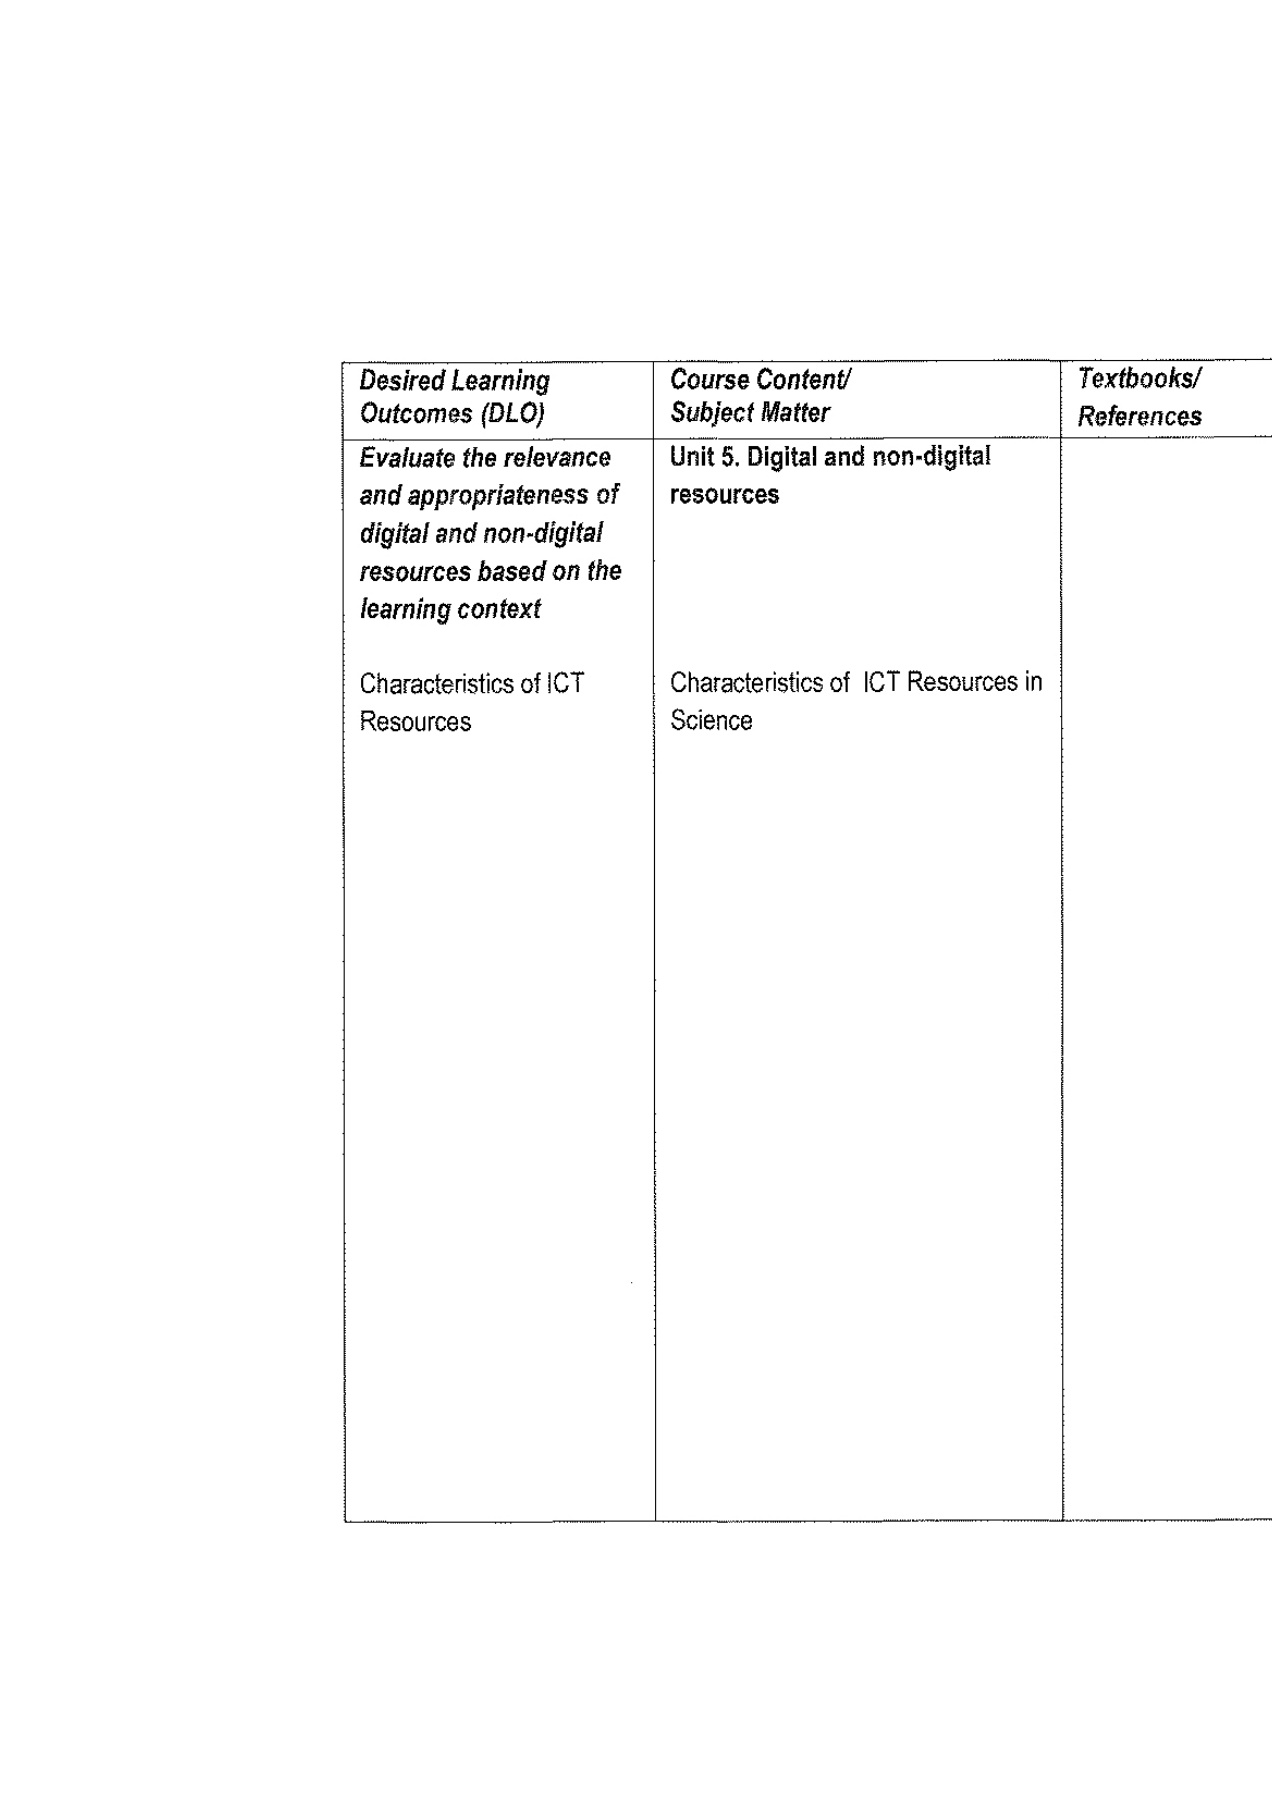 Desired Learning
Outcomes (DLO)
Course Content/
Subject Matter
Textbooks/
References
Evaluate the relevance
and appropriateness of
digital and non-digital
resources based on the
learning context
Characteristics of ICT
Resources
Unit 5. Digital and non-digital
resources
Characteristics of  ICT Resources in
Science